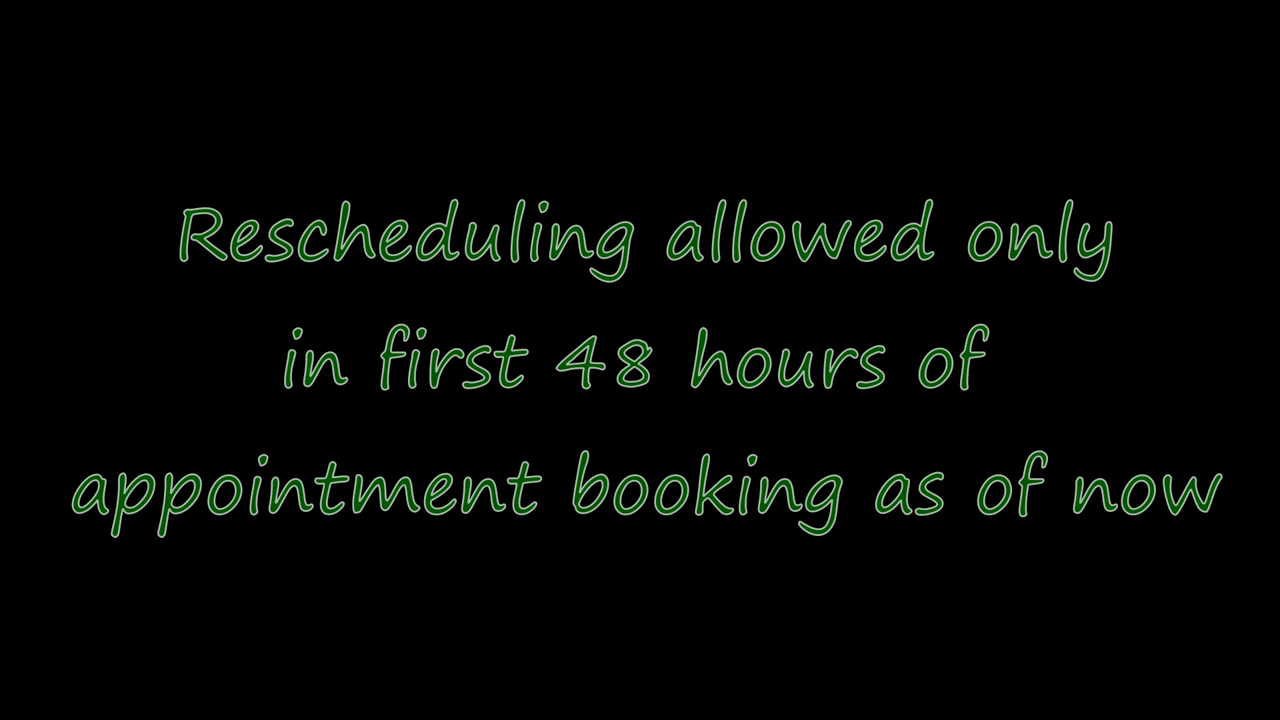 Rescheduling allowed only
in first 48 hours of
appointment booking as of now